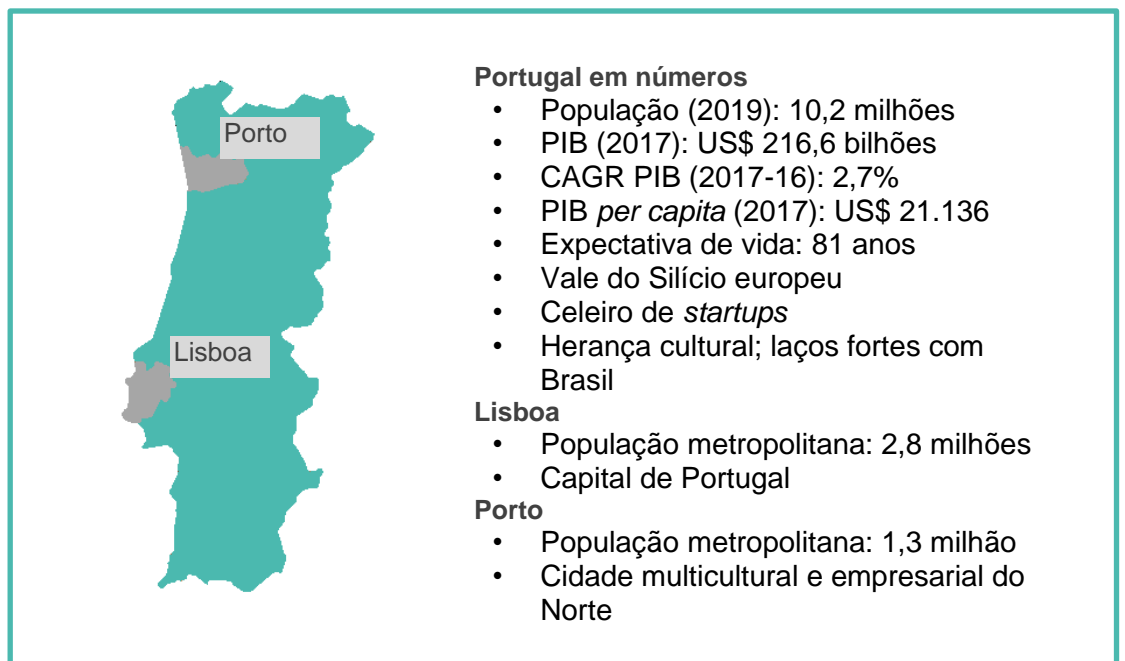 Porto
Lisboa
Portugal em números
• População (2019): 10,2 milhões
• PIB (2017): US$ 216,6 bilhões
• CAGR PIB (2017-16): 2,7%
• PIB per capita (2017): US$ 21.136
• Expectativa de vida: 81 anos
• Vale do Silício europeu
• Celeiro de startups
• Herança cultural; laços fortes com
Brasil
Lisboa
• População metropolitana: 2,8 milhões
• Capital de Portugal
Porto
• População metropolitana: 1,3 milhão
• Cidade multicultural e empresarial do
Norte